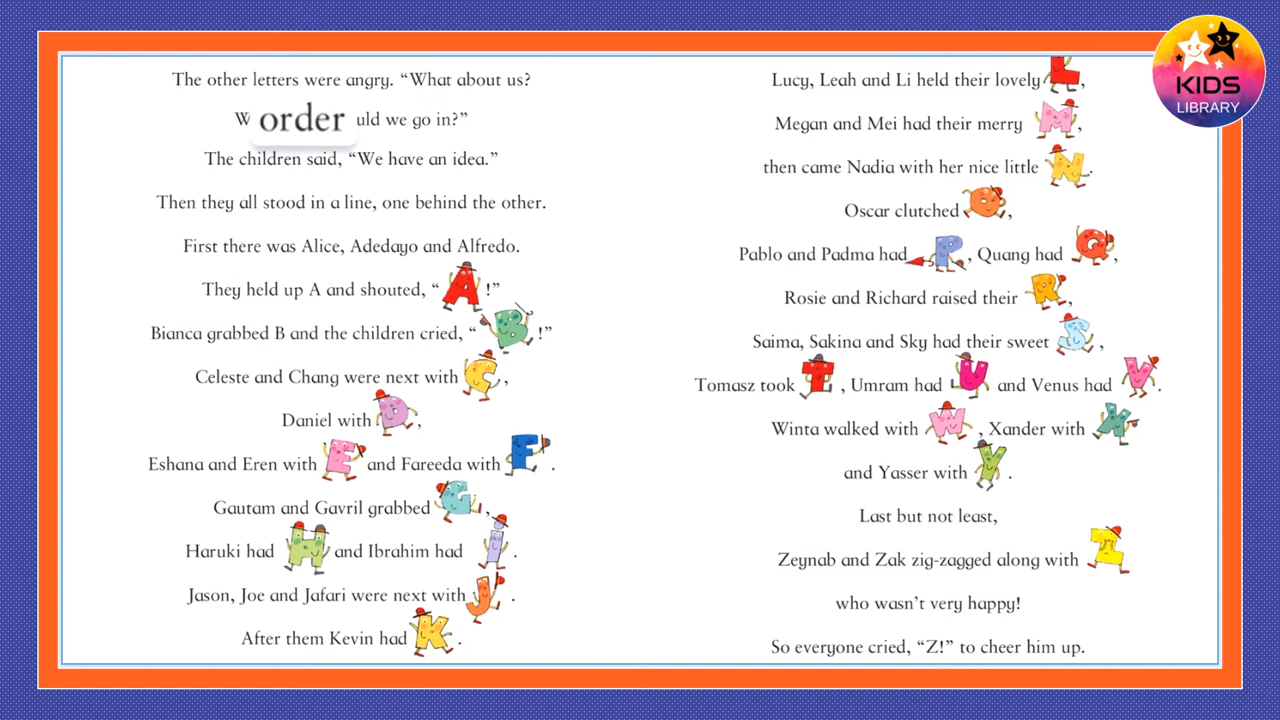 The other letters were angry. “What about us?
W order uld we go in?”
The children said, “We have an idea.”
Then they all stood in a line, one behind the other.
First there was Alice, Adedayo and Alfredo.
They held up A and shouted, “A!”
Bianca grabbed B and the children cried, “B!”
Celeste and Chang were next with C,
Daniel with D,
Eshana and Eren with E and Fareeda with F.
Gautam and Gavril grabbed G,
Haruki had H and Ibrahim had I.
Jason, Joe and Jafari were next with J.
After them Kevin had K.
Lucy, Leah and Li held their lovely L,
Megan and Mei had their merry M,
then came Nadia with her nice little N.
Oscar clutched O,
Pablo and Padma had P, Quang had Q,
Rosie and Richard raised their R,
Saima, Sakina and Sky had their sweet S,
Tomasz took T, Umram had U and Venus had V.
Winta walked with W, Xander with X
and Yasser with Y.
Last but not least,
Zeynab and Zak zig-zagged along with Z
who wasn’t very happy!
So everyone cried, “Z!” to cheer him up.
KIDS
LIBRARY